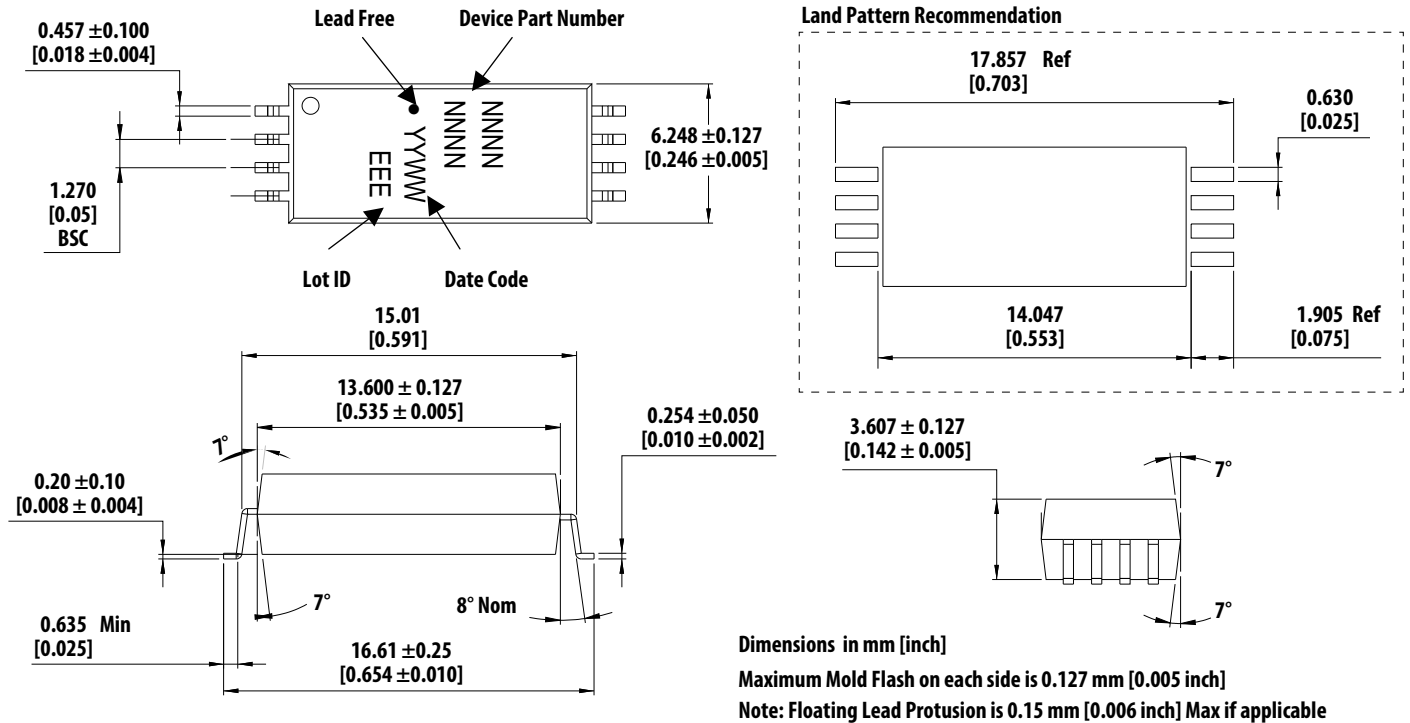 Lead Free
Device Part Number
0.457 ±0.100
[0.018 ±0.004]
NNNN
NNNN
YYWW
EEE
6.248 ±0.127
[0.246 ±0.005]
1.270
[0.05]
BSC
Lot ID
Date Code
Land Pattern Recommendation
17.857 Ref
[0.703]
0.630
[0.025]
14.047
[0.553]
1.905 Ref
[0.075]
15.01
[0.591]
13.600 ± 0.127
[0.535 ± 0.005]
0.254 ±0.050
[0.010 ±0.002]
7°
0.20 ±0.10
[0.008 ± 0.004]
7°
8° Nom
0.635 Min
[0.025]
16.61 ±0.25
[0.654 ±0.010]
3.607 ± 0.127
[0.142 ± 0.005]
7°
7°
Dimensions in mm [inch]
Maximum Mold Flash on each side is 0.127 mm [0.005 inch]
Note: Floating Lead Protusion is 0.15 mm [0.006 inch] Max if applicable